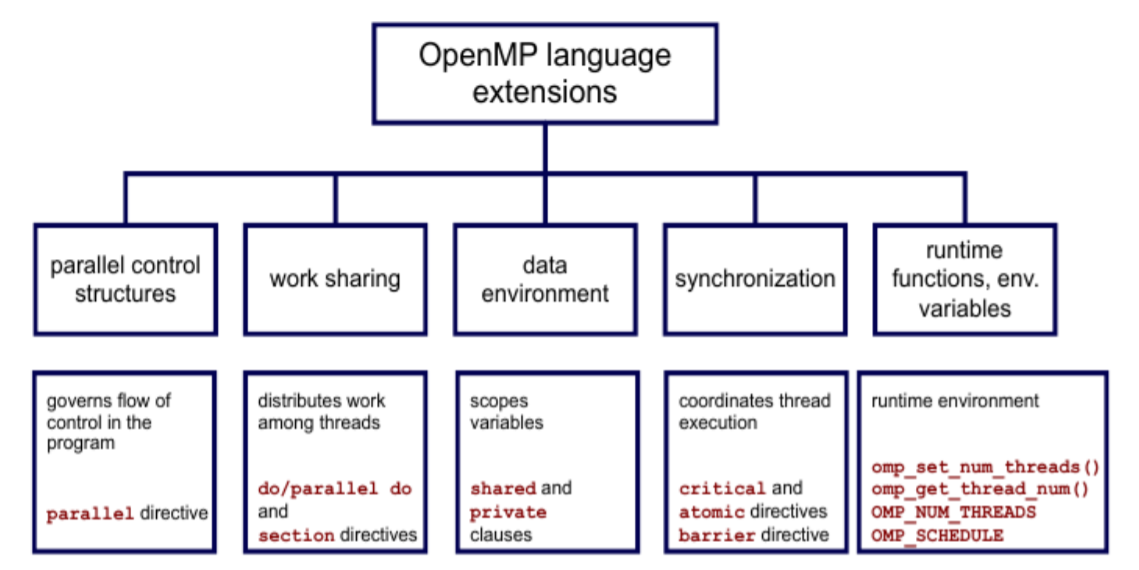 OpenMP language
extensions
parallel control
structures
work sharing
data
environment
synchronization
runtime
functions, env.
variables
governs flow of
control in the
program
parallel directive
distributes work
among threads
do/parallel do
and
section directives
scopes
variables
shared and
private
clauses
coordinates thread
execution
critical and
atomic directives
barrier directive
runtime environment
omp_set_num_threads()
omp_get_thread_num()
OMP_NUM_THREADS
OMP_SCHEDULE